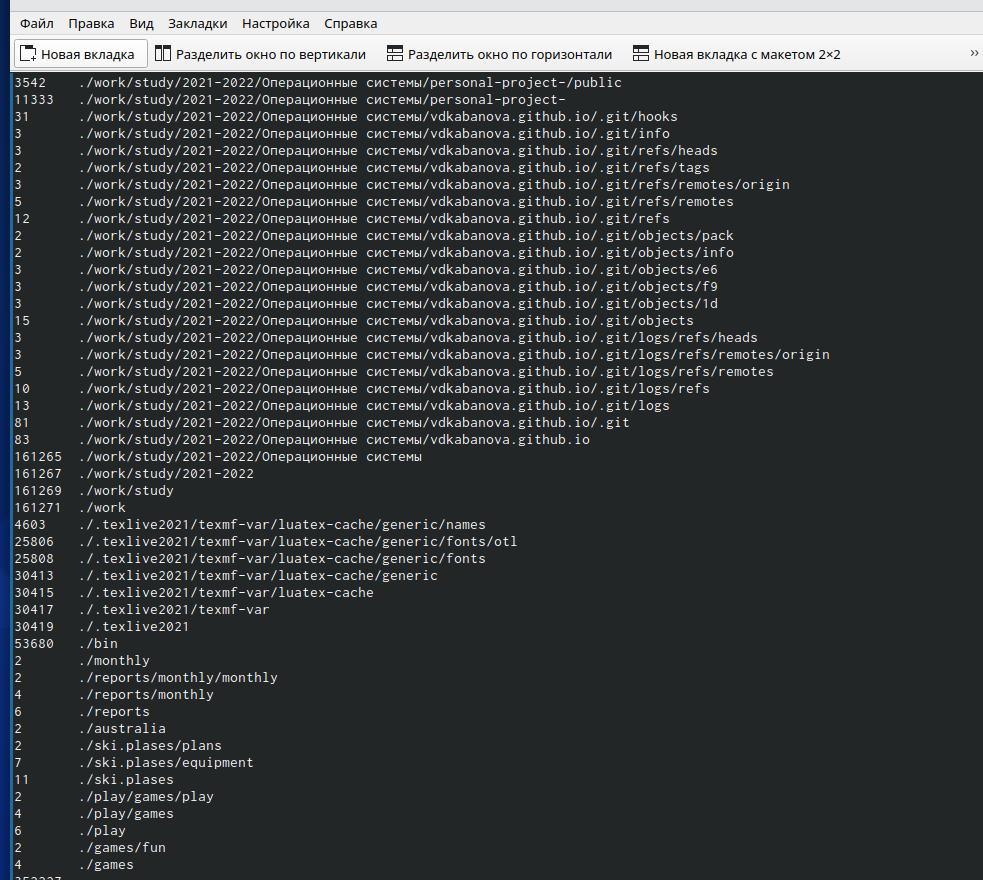 Файл Правка Вид Закладки Настройка Справка
Новая вкладка Разделить окно по вертикали Разделить окно по горизонтали Новая вкладка с макетом 2×2 »
3542 ./work/study/2021-2022/Операционные системы/personal-project-/public
11333 ./work/study/2021-2022/Операционные системы/personal-project-
31 ./work/study/2021-2022/Операционные системы/vdkabanova.github.io/.git/hooks
3 ./work/study/2021-2022/Операционные системы/vdkabanova.github.io/.git/info
3 ./work/study/2021-2022/Операционные системы/vdkabanova.github.io/.git/refs/heads
2 ./work/study/2021-2022/Операционные системы/vdkabanova.github.io/.git/refs/tags
3 ./work/study/2021-2022/Операционные системы/vdkabanova.github.io/.git/refs/remotes/origin
5 ./work/study/2021-2022/Операционные системы/vdkabanova.github.io/.git/refs/remotes
12 ./work/study/2021-2022/Операционные системы/vdkabanova.github.io/.git/refs
2 ./work/study/2021-2022/Операционные системы/vdkabanova.github.io/.git/objects/pack
2 ./work/study/2021-2022/Операционные системы/vdkabanova.github.io/.git/objects/info
3 ./work/study/2021-2022/Операционные системы/vdkabanova.github.io/.git/objects/e6
3 ./work/study/2021-2022/Операционные системы/vdkabanova.github.io/.git/objects/f9
3 ./work/study/2021-2022/Операционные системы/vdkabanova.github.io/.git/objects/1d
15 ./work/study/2021-2022/Операционные системы/vdkabanova.github.io/.git/objects
3 ./work/study/2021-2022/Операционные системы/vdkabanova.github.io/.git/logs/refs/heads
3 ./work/study/2021-2022/Операционные системы/vdkabanova.github.io/.git/logs/refs/remotes/origin
5 ./work/study/2021-2022/Операционные системы/vdkabanova.github.io/.git/logs/refs/remotes
10 ./work/study/2021-2022/Операционные системы/vdkabanova.github.io/.git/logs/refs
13 ./work/study/2021-2022/Операционные системы/vdkabanova.github.io/.git/logs
81 ./work/study/2021-2022/Операционные системы/vdkabanova.github.io/.git
83 ./work/study/2021-2022/Операционные системы/vdkabanova.github.io
161265 ./work/study/2021-2022/Операционные системы
161267 ./work/study/2021-2022
161269 ./work/study
161271 ./work
4603 ./.texlive2021/texmf-var/luatex-cache/generic/names
25806 ./.texlive2021/texmf-var/luatex-cache/generic/fonts/otl
25808 ./.texlive2021/texmf-var/luatex-cache/generic/fonts
30413 ./.texlive2021/texmf-var/luatex-cache/generic
30415 ./.texlive2021/texmf-var/luatex-cache
30417 ./.texlive2021/texmf-var
30419 ./.texlive2021
53680 ./bin
2 ./monthly
2 ./reports/monthly/monthly
4 ./reports/monthly
6 ./reports
2 ./australia
2 ./ski.plases/plans
7 ./ski.plases/equipment
11 ./ski.plases
2 ./play/games/play
4 ./play/games
6 ./play
2 ./games/fun
4 ./games